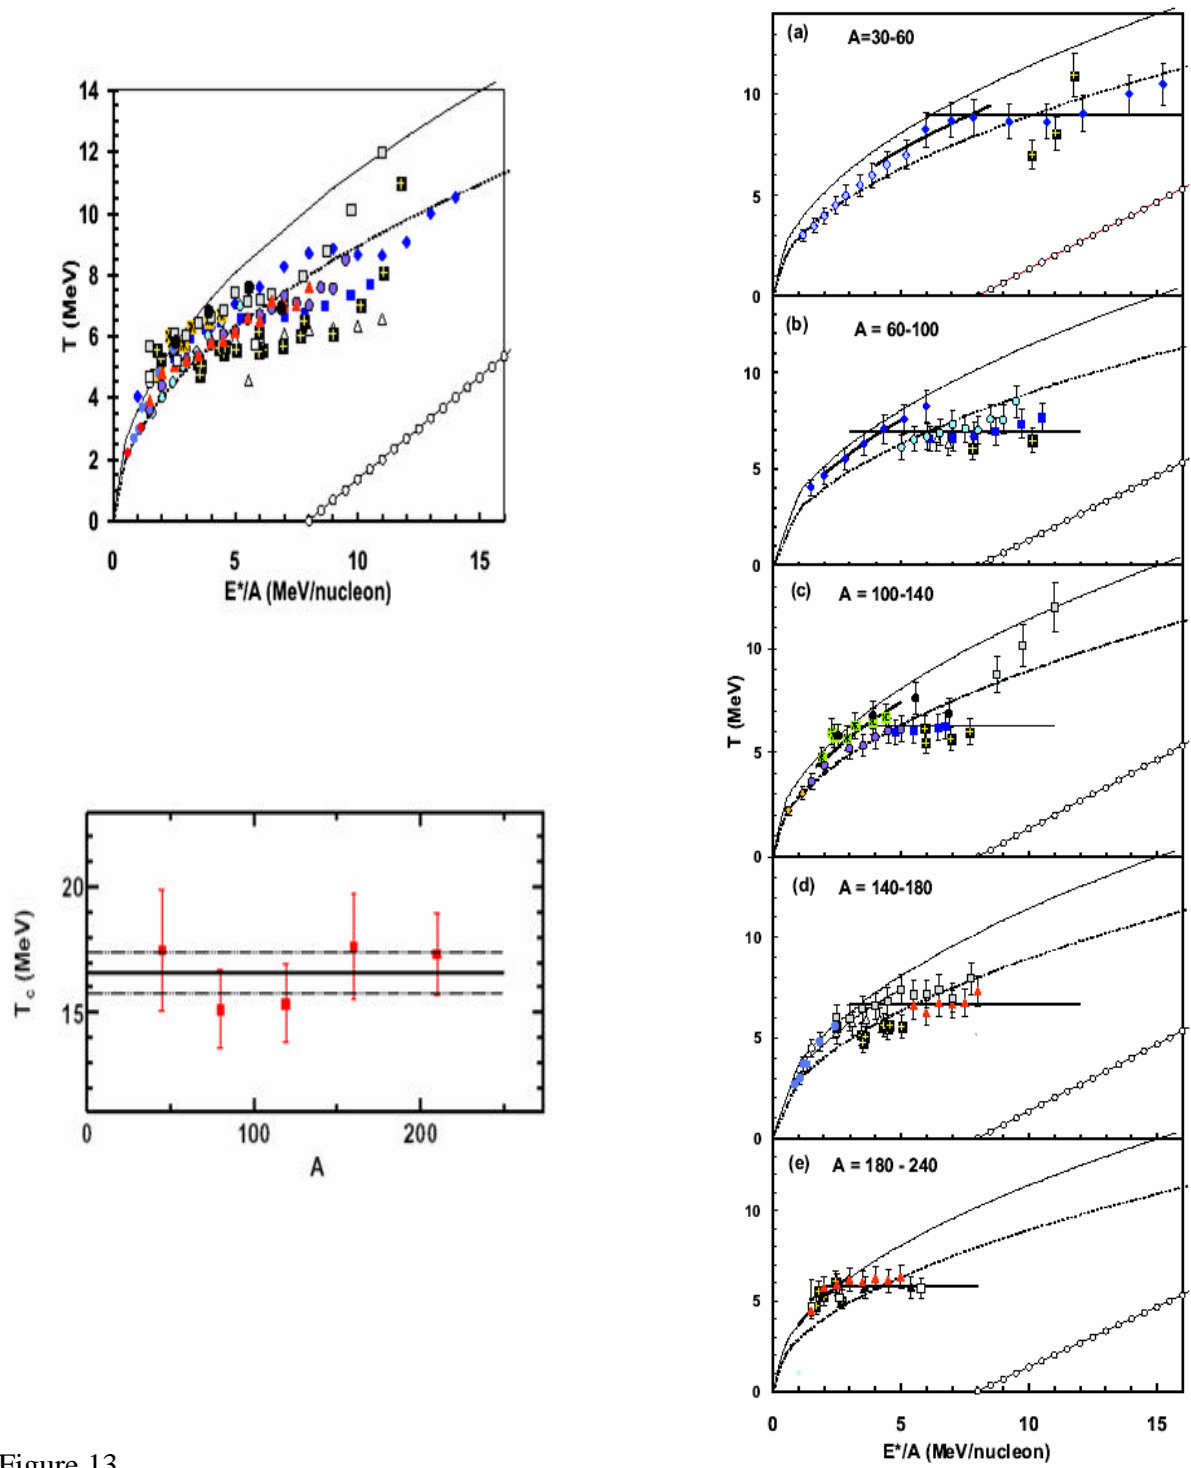 14
12
10
8
6
4
2
0
T (MeV)
0 5 10 15
E*/A (MeV/nucleon)
20
15
T c (MeV)
0 100 200
A
(a) A=30-60
10
5
0
(b) A = 60-100
10
5
0
(c) A = 100-140
10
5
0
T (MeV)
(d) A = 140-180
10
5
0
(e) A = 180 - 240
10
5
0
0 5 10 15
E*/A (MeV/nucleon)
Figure 13